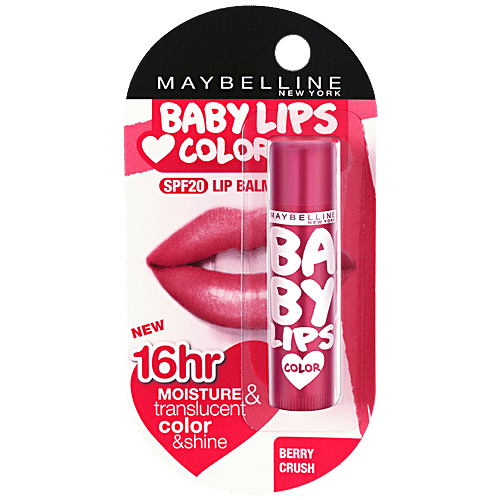 MAYBELLINE
NEW YORK
BABY LIPS
COLOR
SPF20 LIP BALM
MAYBELLINE
NEW YORK
BA
BY
LIPS
COLOR
NEW
16hr
MOISTURE &
translucent
color
&shine
BERRY
CRUSH